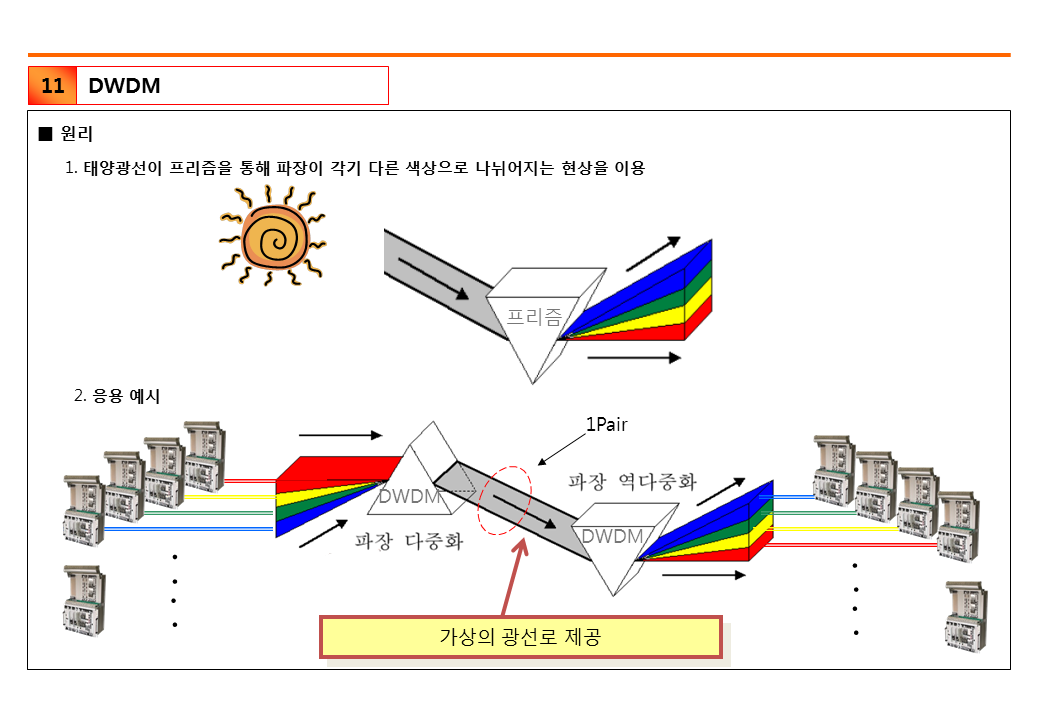 11 DWDM
■ 원리
1. 태양광선이 프리즘을 통해 파장이 각기 다른 색상으로 나뉘어지는 현상을 이용
프리즘
2. 응용 예시
1Pair
파장 역다중화
DWDM
DWDM
파장 다중화
가상의 광선로 제공